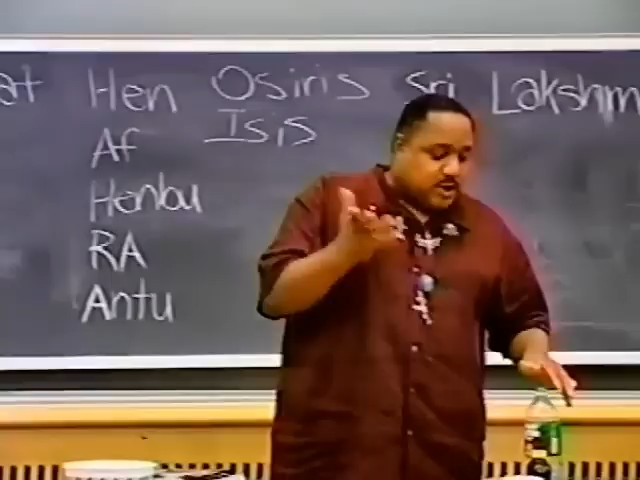 at Hen Osiris Sri Lakshm
Af Isis
Henbu
RA
Antu